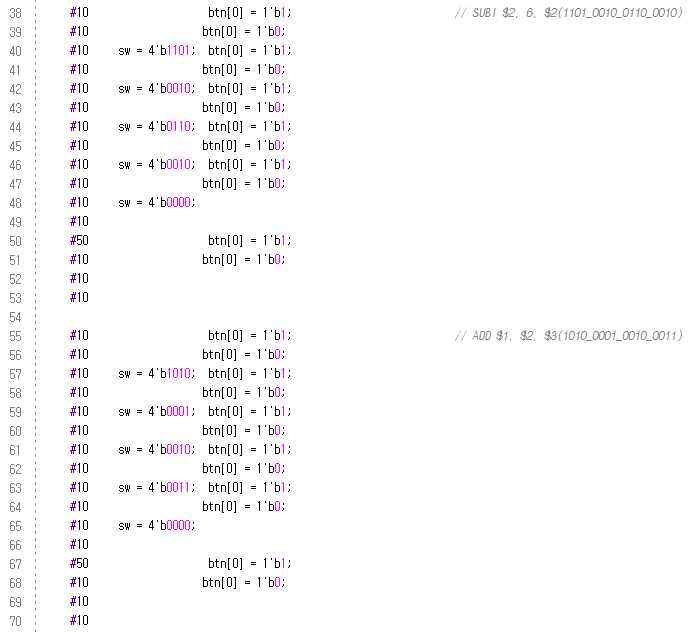 38 #10 btn[0] = 1'b1; // SUBI $2, 6, $2(1101_0010_0110_0010)
39 #10 btn[0] = 1'b0;
40 #10 sw = 4'b1101; btn[0] = 1'b1;
41 #10 btn[0] = 1'b0;
42 #10 sw = 4'b0010; btn[0] = 1'b1;
43 #10 btn[0] = 1'b0;
44 #10 sw = 4'b0110; btn[0] = 1'b1;
45 #10 btn[0] = 1'b0;
46 #10 sw = 4'b0010; btn[0] = 1'b1;
47 #10 btn[0] = 1'b0;
48 #10 sw = 4'b0000;
49 #10
50 #50 btn[0] = 1'b1;
51 #10 btn[0] = 1'b0;
52 #10
53 #10
54
55 #10 btn[0] = 1'b1; // ADD $1, $2, $3(1010_0001_0010_0011)
56 #10 btn[0] = 1'b0;
57 #10 sw = 4'b1010; btn[0] = 1'b1;
58 #10 btn[0] = 1'b0;
59 #10 sw = 4'b0001; btn[0] = 1'b1;
60 #10 btn[0] = 1'b0;
61 #10 sw = 4'b0010; btn[0] = 1'b1;
62 #10 btn[0] = 1'b0;
63 #10 sw = 4'b0011; btn[0] = 1'b1;
64 #10 btn[0] = 1'b0;
65 #10 sw = 4'b0000;
66 #10
67 #50 btn[0] = 1'b1;
68 #10 btn[0] = 1'b0;
69 #10
70 #10